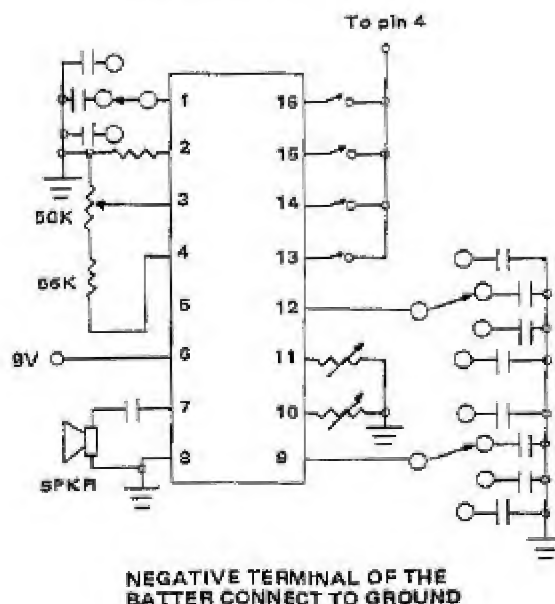 To pin 4
1
16
2
15
3
14
50K
4
13
56K
5
12
9V
6
11
7
10
8
9
SPKR
NEGATIVE TERMINAL OF THE
BATTER CONNECT TO GROUND